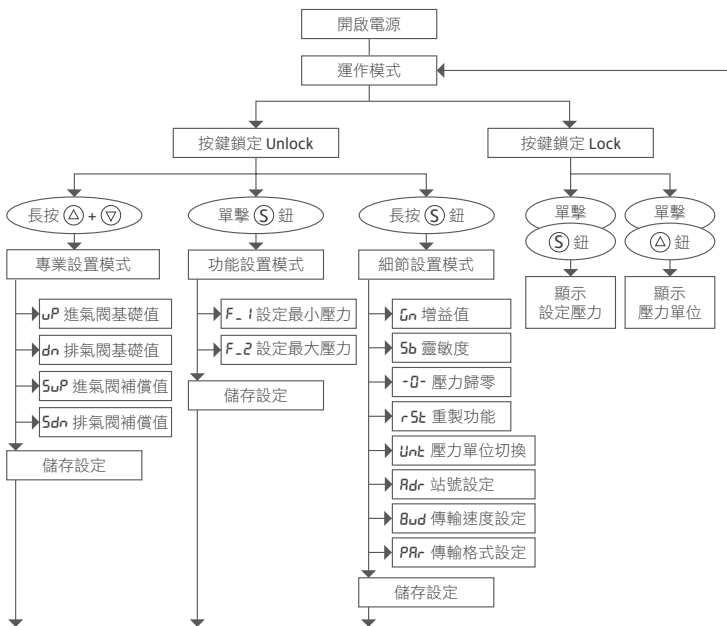 開啟電源
運作模式
按鍵鎖定 Unlock
按鍵鎖定 Lock
長按 △ + ▽
單擊 Ⓢ 鈕
長按 Ⓢ 鈕
單擊
Ⓢ 鈕
單擊
△ 鈕
專業設置模式
功能設置模式
細節設置模式
顯示
設定壓力
顯示
壓力單位
uP 進氣閥基礎值
dn 排氣閥基礎值
SuP 進氣閥補償值
Sdn 排氣閥補償值
儲存設定
F_1 設定最小壓力
F_2 設定最大壓力
儲存設定
Gn 增益值
Sb 靈敏度
-0- 壓力歸零
rSt 重製功能
Unt 壓力單位切換
Adr 站號設定
Bud 傳輸速度設定
PAr 傳輸格式設定
儲存設定